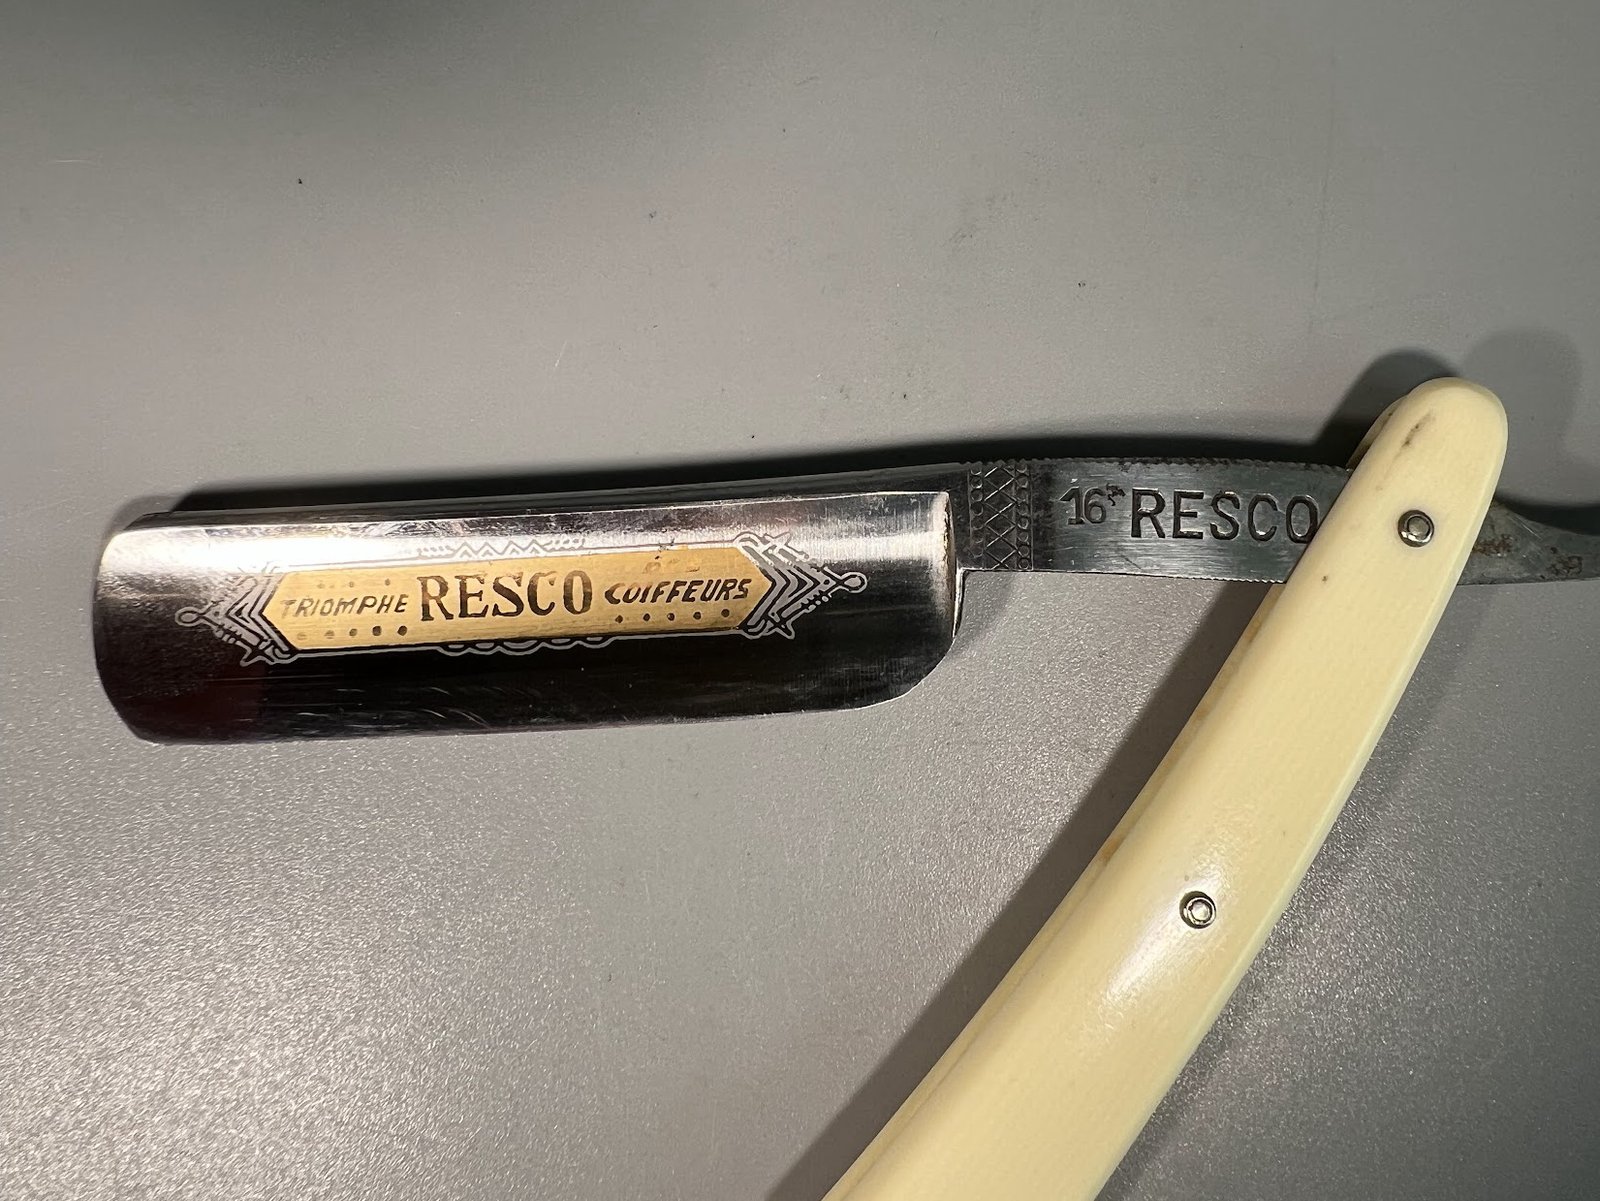 TRIOMPHE RESCO COIFFEURS
16 RESCO